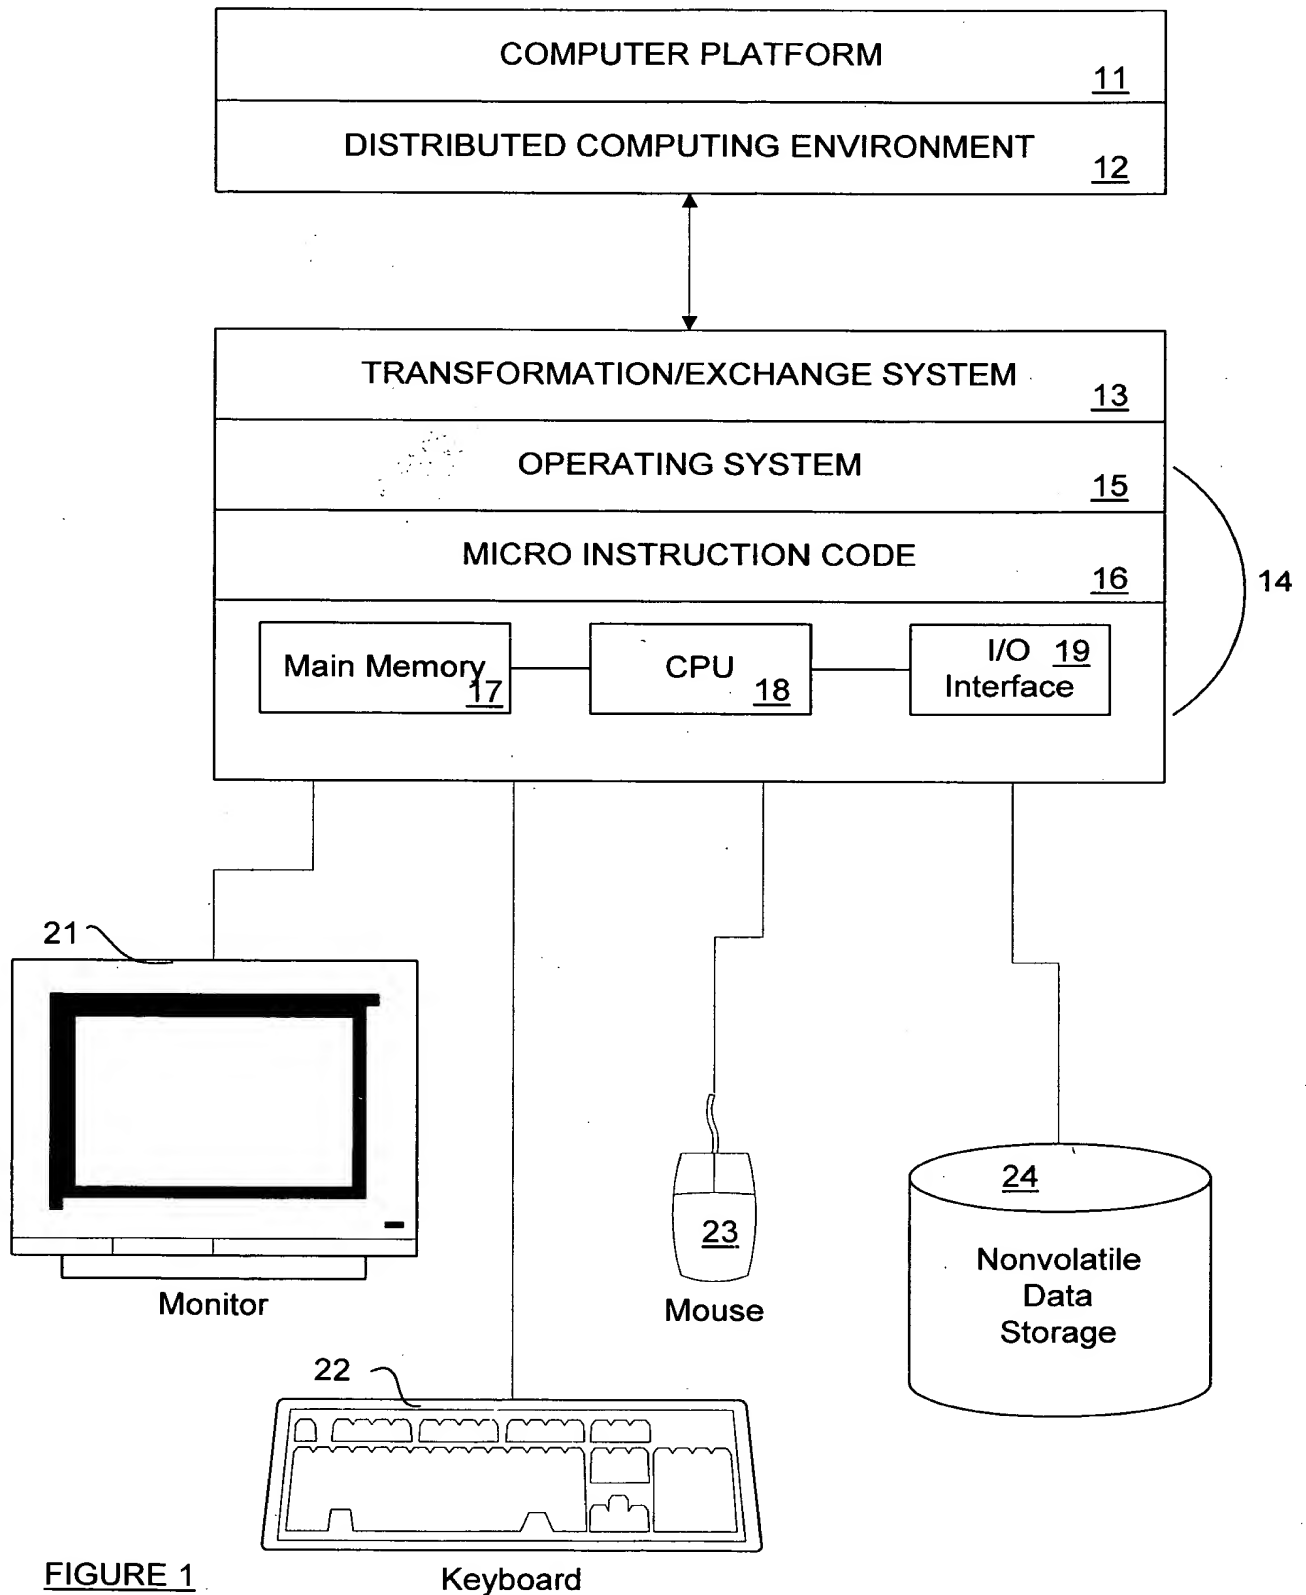 COMPUTER PLATFORM
11
DISTRIBUTED COMPUTING ENVIRONMENT
12
TRANSFORMATION/EXCHANGE SYSTEM
13
OPERATING SYSTEM
15
MICRO INSTRUCTION CODE
16
14
Main Memory
17
CPU
18
I/O 19
Interface
21
Monitor
23
Mouse
24
Nonvolatile
Data
Storage
22
Keyboard
FIGURE 1